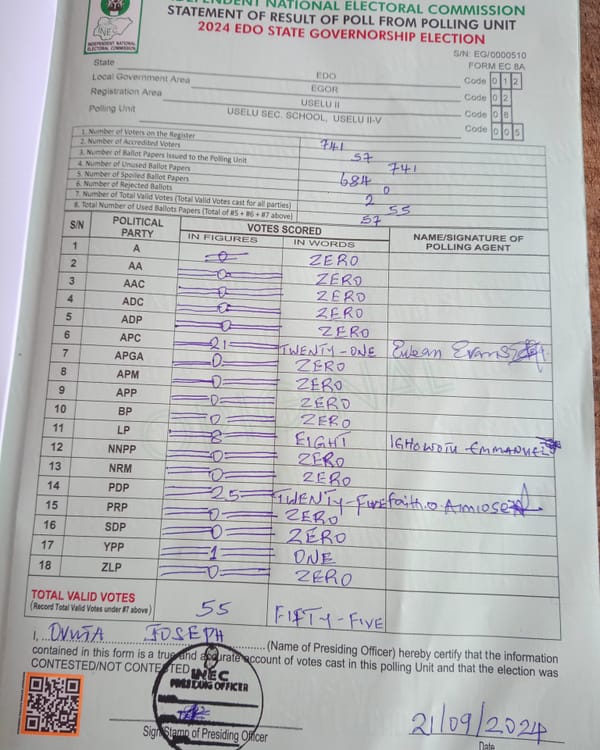 INDEPENDENT NATIONAL ELECTORAL COMMISSION
STATEMENT OF RESULT OF POLL FROM POLLING UNIT
2024 EDO STATE GOVERNORSHIP ELECTION
INEC
INDEPENDENT NATIONAL ELECTORAL COMMISSION
S/N: EG/0000510
FORM EC 8A
State EDO Code 0 1 2
Local Government Area EGOR Code 0 2
Registration Area USELU II Code 0 8
Polling Unit USELU SEC. SCHOOL, USELU II-V Code 0 0 5
1. Number of Voters on the Register 741
2. Number of Accredited Voters 57
3. Number of Ballot Papers Issued to the Polling Unit 741
4. Number of Unused Ballot Papers 684
5. Number of Spoiled Ballot Papers 0
6. Number of Rejected Ballots 2
7. Number of Total Valid Votes (Total Valid Votes cast for all parties) 55
8. Total Number of Used Ballots Papers (Total of #5 + #6 + #7 above) 57
S/N POLITICAL PARTY VOTES SCORED NAME/SIGNATURE OF POLLING AGENT
IN FIGURES IN WORDS
1 A 0 ZERO
2 AA 0 ZERO
3 AAC 0 ZERO
4 ADC 0 ZERO
5 ADP 0 ZERO
6 APC 21 TWENTY-ONE Evans
7 APGA 0 ZERO
8 APM 0 ZERO
9 APP 0 ZERO
10 BP 0 ZERO
11 LP 8 EIGHT EMMANUEL
12 NNPP 0 ZERO
13 NRM 0 ZERO
14 PDP 25 TWENTY-FIVE faith.o
15 PRP 0 ZERO
16 SDP 0 ZERO
17 YPP 1 ONE
18 ZLP 0 ZERO
TOTAL VALID VOTES 55 FIFTY-FIVE
(Record Total Valid Votes under #7 above)
I, ... JOSEPH ... (Name of Presiding Officer) hereby certify that the information
contained in this form is a true and accurate account of votes cast in this polling Unit and that the election was
CONTESTED/NOT CONTESTED
INEC
PRESIDING OFFICER
Sign/Stamp of Presiding Officer
21/09/2024
Date